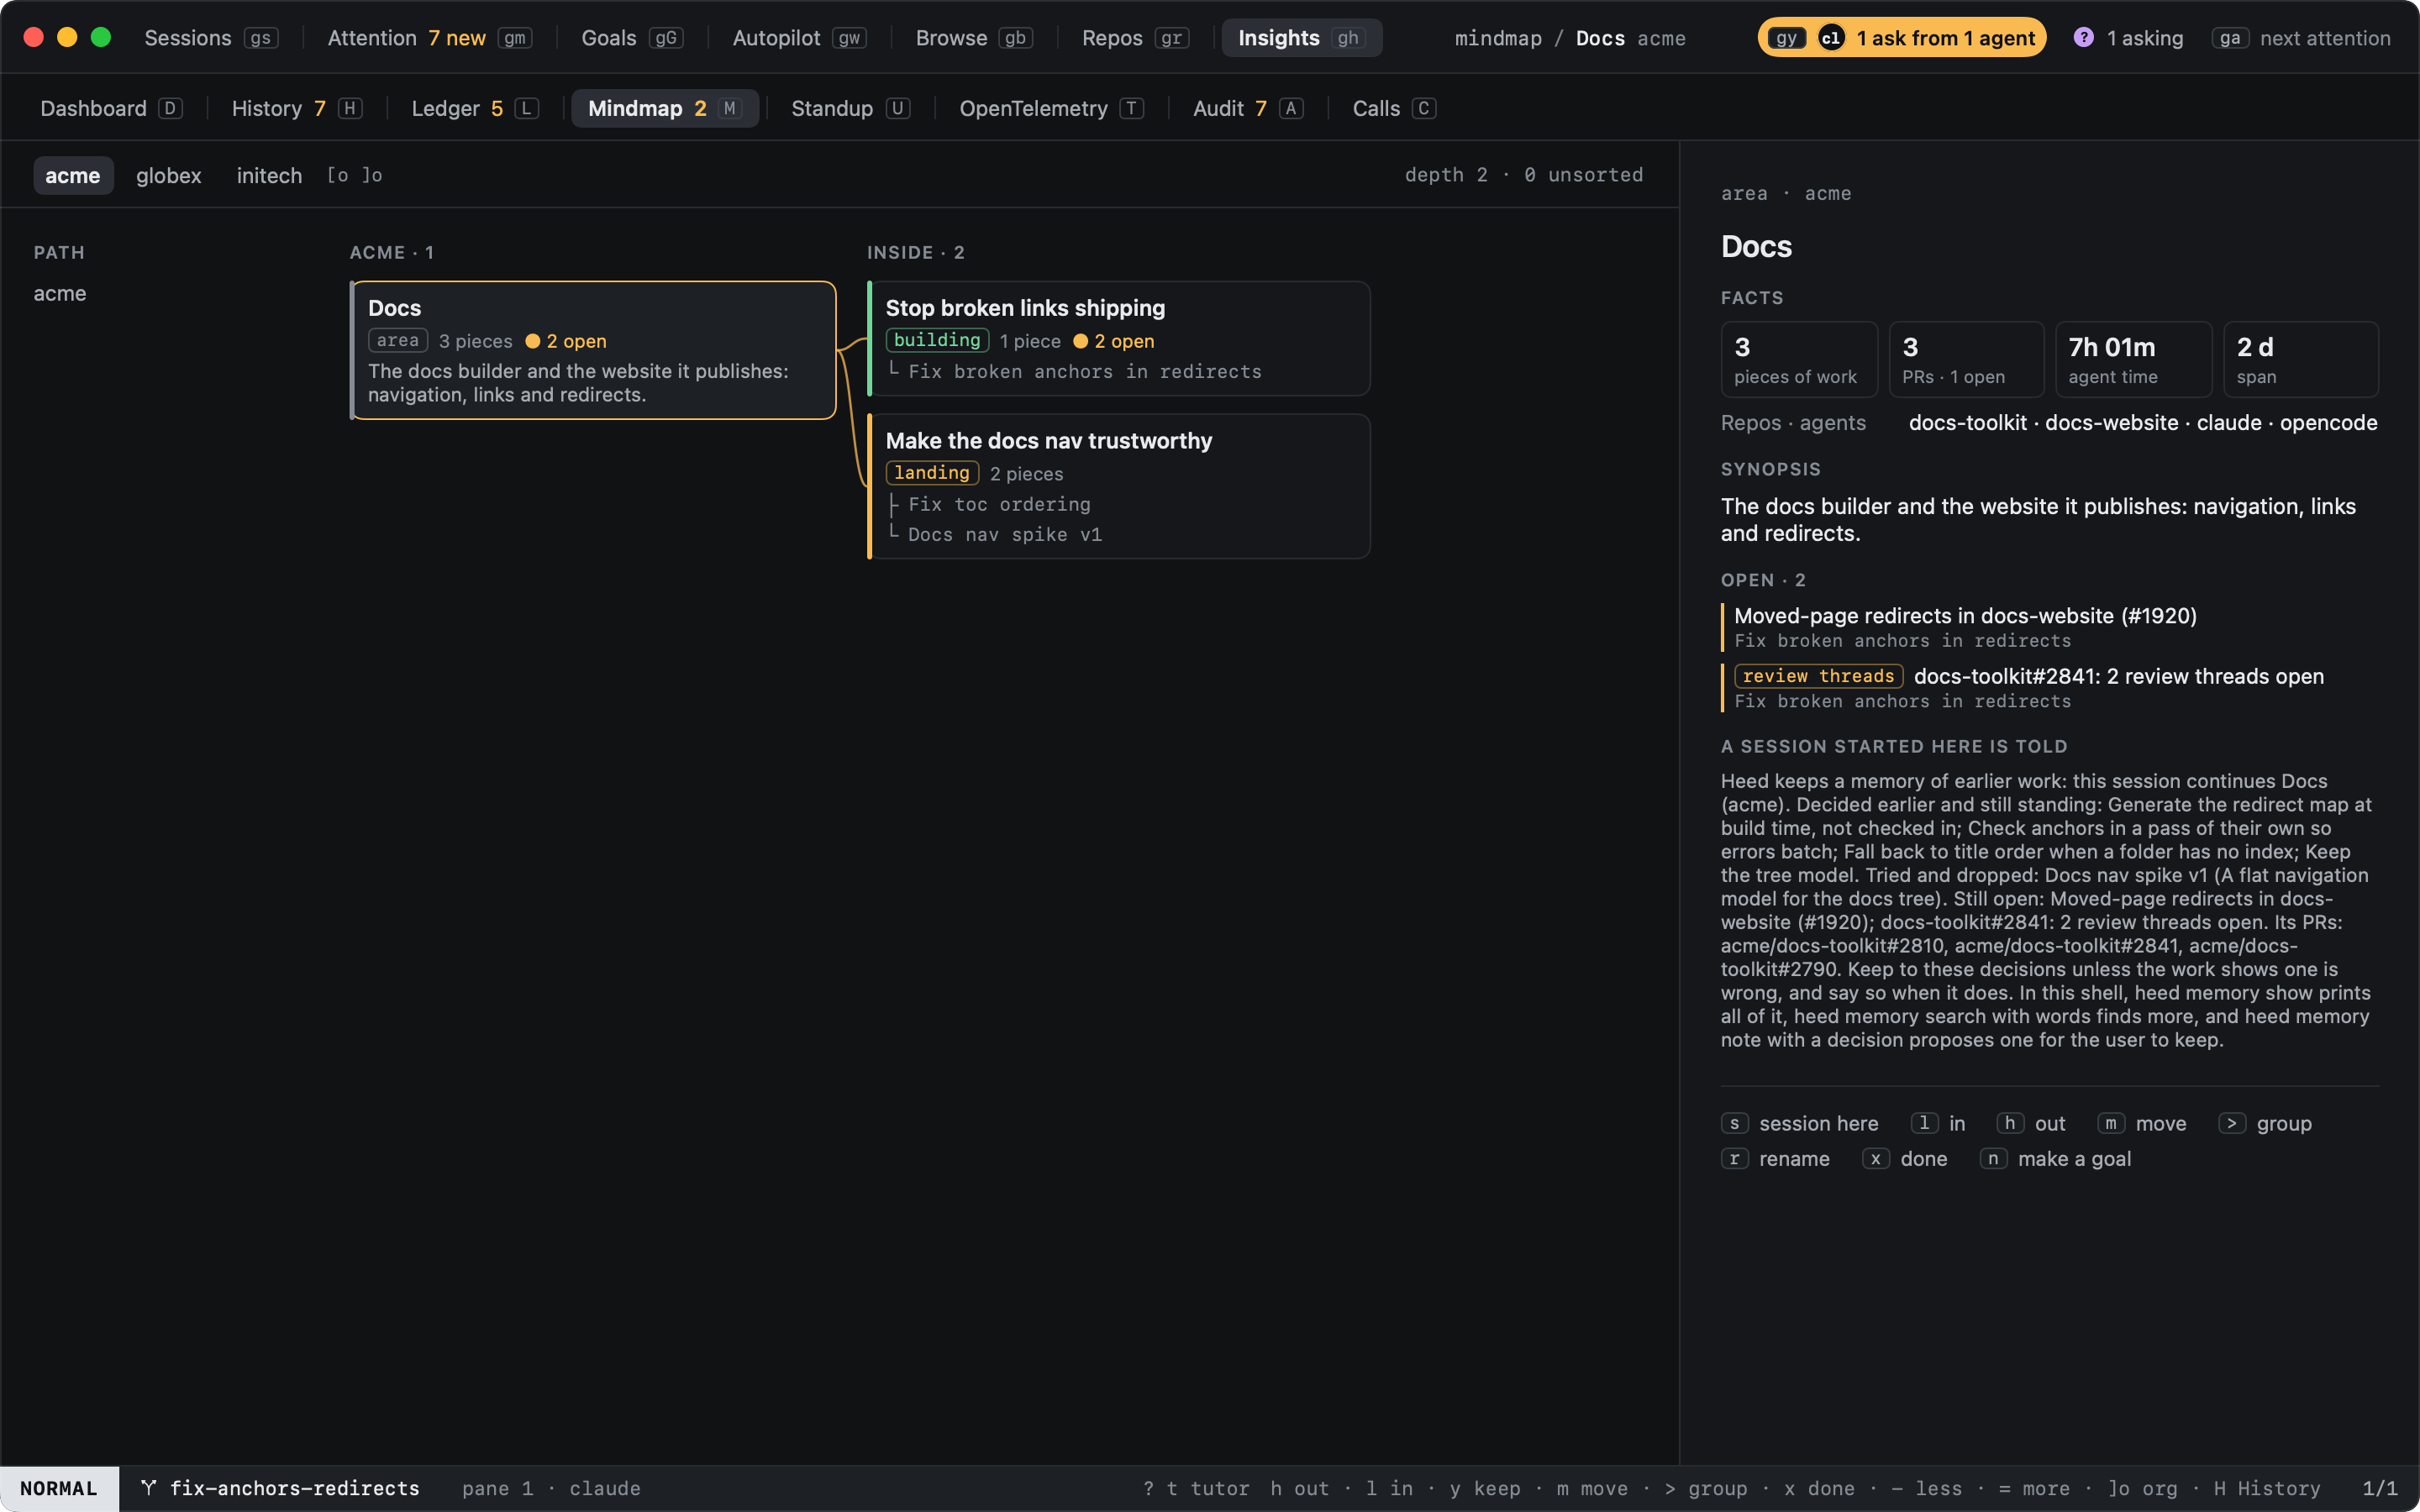 Sessions gs Attention 7 new gm Goals gG Autopilot gw Browse gb Repos gr Insights gh mindmap / Docs acme gy cl 1 ask from 1 agent ? 1 asking ga next attention
Dashboard D History 7 H Ledger 5 L Mindmap 2 M Standup U OpenTelemetry T Audit 7 A Calls C
acme globex initech [o ]o depth 2 · 0 unsorted
PATH
acme
ACME · 1
Docs
area 3 pieces 2 open
The docs builder and the website it publishes:
navigation, links and redirects.
INSIDE · 2
Stop broken links shipping
building 1 piece 2 open
└ Fix broken anchors in redirects
Make the docs nav trustworthy
landing 2 pieces
├ Fix toc ordering
└ Docs nav spike v1
area · acme
Docs
FACTS
3 pieces of work
3 PRs · 1 open
7h 01m agent time
2 d span
Repos · agents docs-toolkit · docs-website · claude · opencode
SYNOPSIS
The docs builder and the website it publishes: navigation, links
and redirects.
OPEN · 2
Moved-page redirects in docs-website (#1920)
Fix broken anchors in redirects
review threads docs-toolkit#2841: 2 review threads open
Fix broken anchors in redirects
A SESSION STARTED HERE IS TOLD
Heed keeps a memory of earlier work: this session continues Docs
(acme). Decided earlier and still standing: Generate the redirect map at
build time, not checked in; Check anchors in a pass of their own so
errors batch; Fall back to title order when a folder has no index; Keep
the tree model. Tried and dropped: Docs nav spike v1 (A flat navigation
model for the docs tree). Still open: Moved-page redirects in docs-
website (#1920); docs-toolkit#2841: 2 review threads open. Its PRs:
acme/docs-toolkit#2810, acme/docs-toolkit#2841, acme/docs-
toolkit#2790. Keep to these decisions unless the work shows one is
wrong, and say so when it does. In this shell, heed memory show prints
all of it, heed memory search with words finds more, and heed memory
note with a decision proposes one for the user to keep.
s session here l in h out m move > group
r rename x done n make a goal
NORMAL fix-anchors-redirects pane 1 · claude ? t tutor h out · l in · y keep · m move · > group · x done · − less · = more · ]o org · H History 1/1